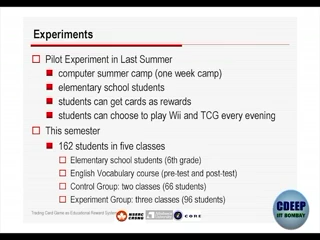 Experiments
Pilot Experiment in Last Summer
computer summer camp (one week camp)
elementary school students
students can get cards as rewards
students can choose to play Wii and TCG every evening
This semester
162 students in five classes
Elementary school students (6th grade)
English Vocabulary course (pre-test and post-test)
Control Group: two classes (66 students)
Experiment Group: three classes (96 students)
Trading Card Game as Educational Reward System
CDEEP
IIT BOMBAY